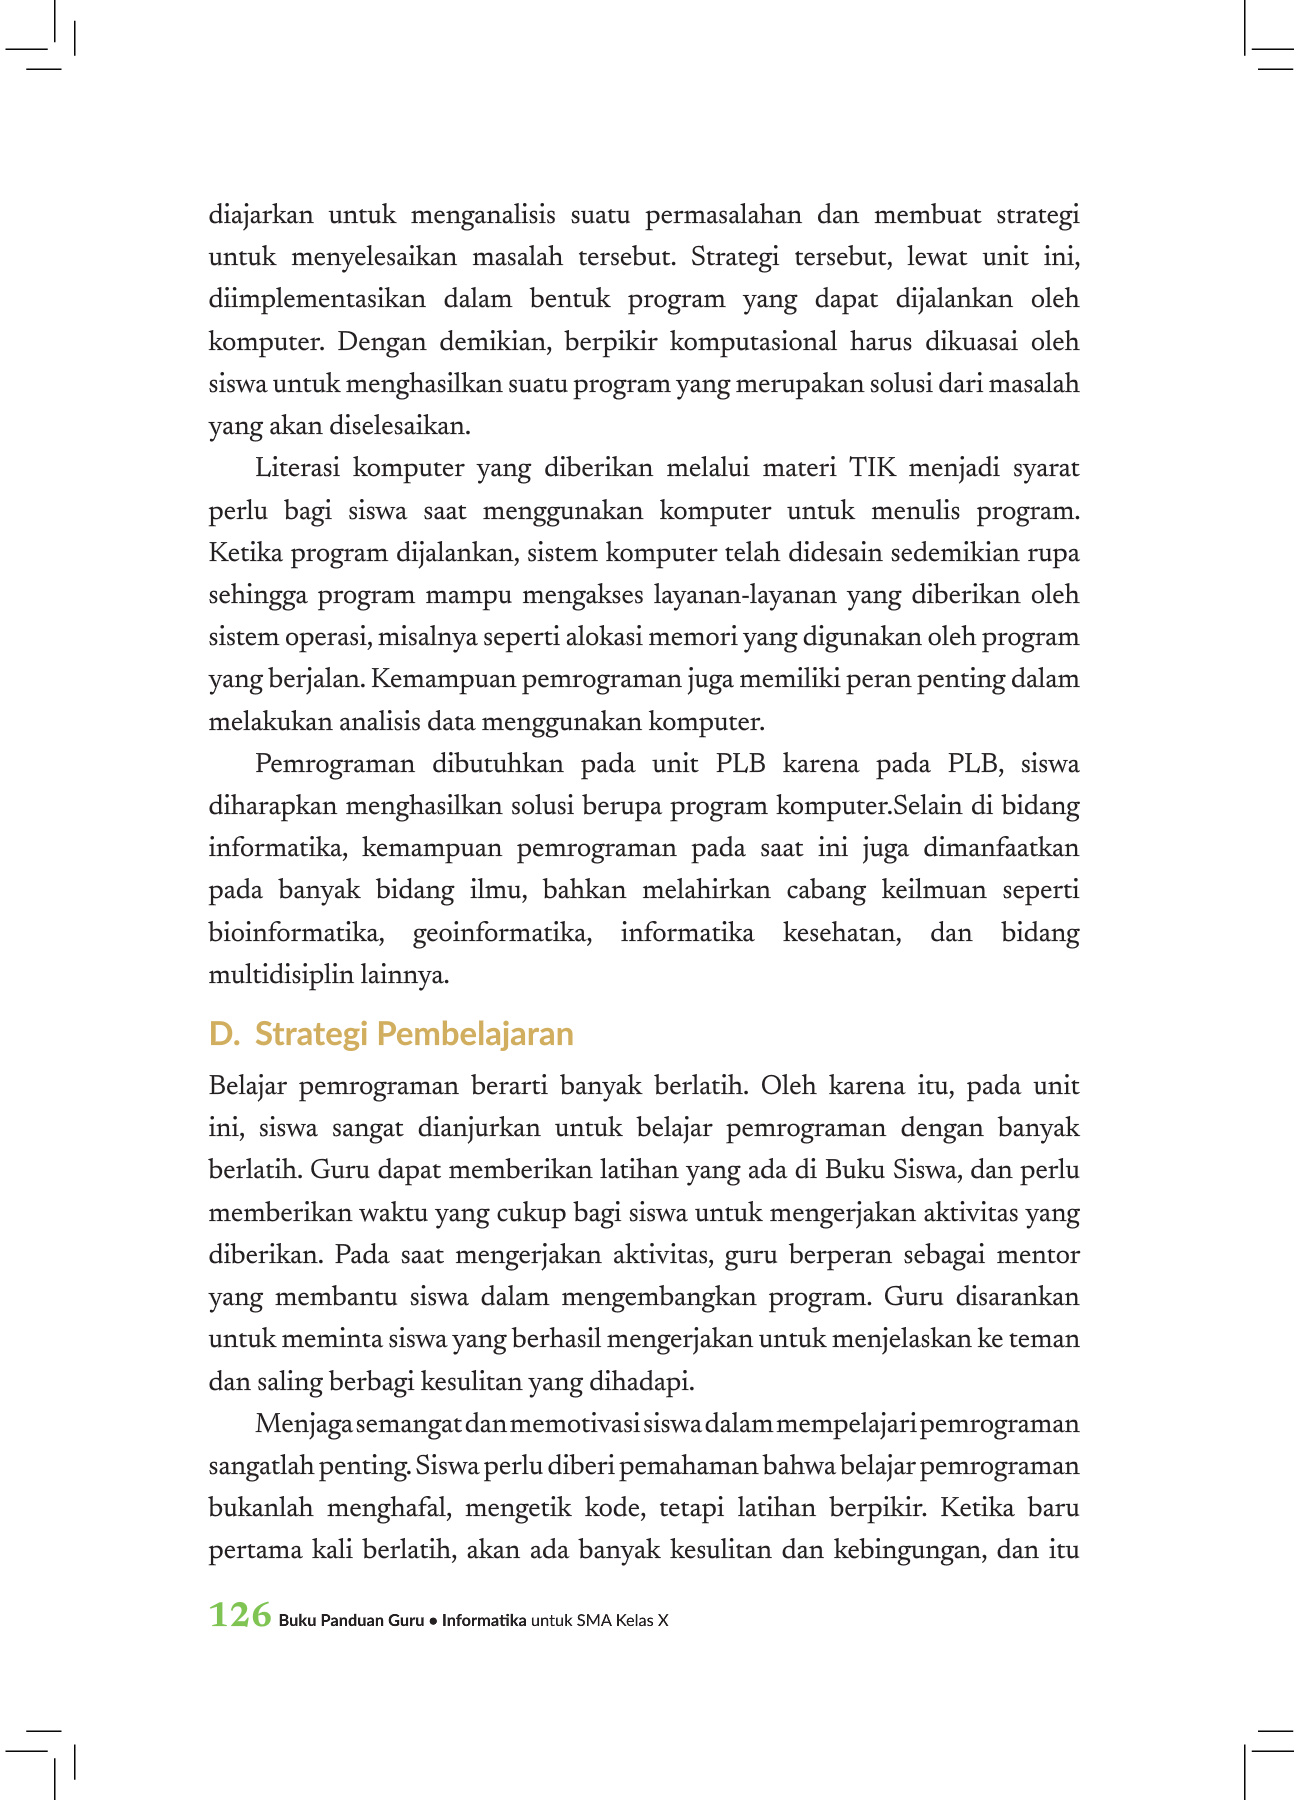 diajarkan untuk menganalisis suatu permasalahan dan membuat strategi
untuk menyelesaikan masalah tersebut. Strategi tersebut, lewat unit ini,
diimplementasikan dalam bentuk program yang dapat dijalankan oleh
komputer. Dengan demikian, berpikir komputasional harus dikuasai oleh
siswa untuk menghasilkan suatu program yang merupakan solusi dari masalah
yang akan diselesaikan.
Literasi komputer yang diberikan melalui materi TIK menjadi syarat
perlu bagi siswa saat menggunakan komputer untuk menulis program.
Ketika program dijalankan, sistem komputer telah didesain sedemikian rupa
sehingga program mampu mengakses layanan-layanan yang diberikan oleh
sistem operasi, misalnya seperti alokasi memori yang digunakan oleh program
yang berjalan. Kemampuan pemrograman juga memiliki peran penting dalam
melakukan analisis data menggunakan komputer.
Pemrograman dibutuhkan pada unit PLB karena pada PLB, siswa
diharapkan menghasilkan solusi berupa program komputer.Selain di bidang
informatika, kemampuan pemrograman pada saat ini juga dimanfaatkan
pada banyak bidang ilmu, bahkan melahirkan cabang keilmuan seperti
bioinformatika, geoinformatika, informatika kesehatan, dan bidang
multidisiplin lainnya.
D. Strategi Pembelajaran
Belajar pemrograman berarti banyak berlatih. Oleh karena itu, pada unit
ini, siswa sangat dianjurkan untuk belajar pemrograman dengan banyak
berlatih. Guru dapat memberikan latihan yang ada di Buku Siswa, dan perlu
memberikan waktu yang cukup bagi siswa untuk mengerjakan aktivitas yang
diberikan. Pada saat mengerjakan aktivitas, guru berperan sebagai mentor
yang membantu siswa dalam mengembangkan program. Guru disarankan
untuk meminta siswa yang berhasil mengerjakan untuk menjelaskan ke teman
dan saling berbagi kesulitan yang dihadapi.
Menjaga semangat dan memotivasi siswa dalam mempelajari pemrograman
sangatlah penting. Siswa perlu diberi pemahaman bahwa belajar pemrograman
bukanlah menghafal, mengetik kode, tetapi latihan berpikir. Ketika baru
pertama kali berlatih, akan ada banyak kesulitan dan kebingungan, dan itu
126 Buku Panduan Guru • Informatika untuk SMA Kelas X